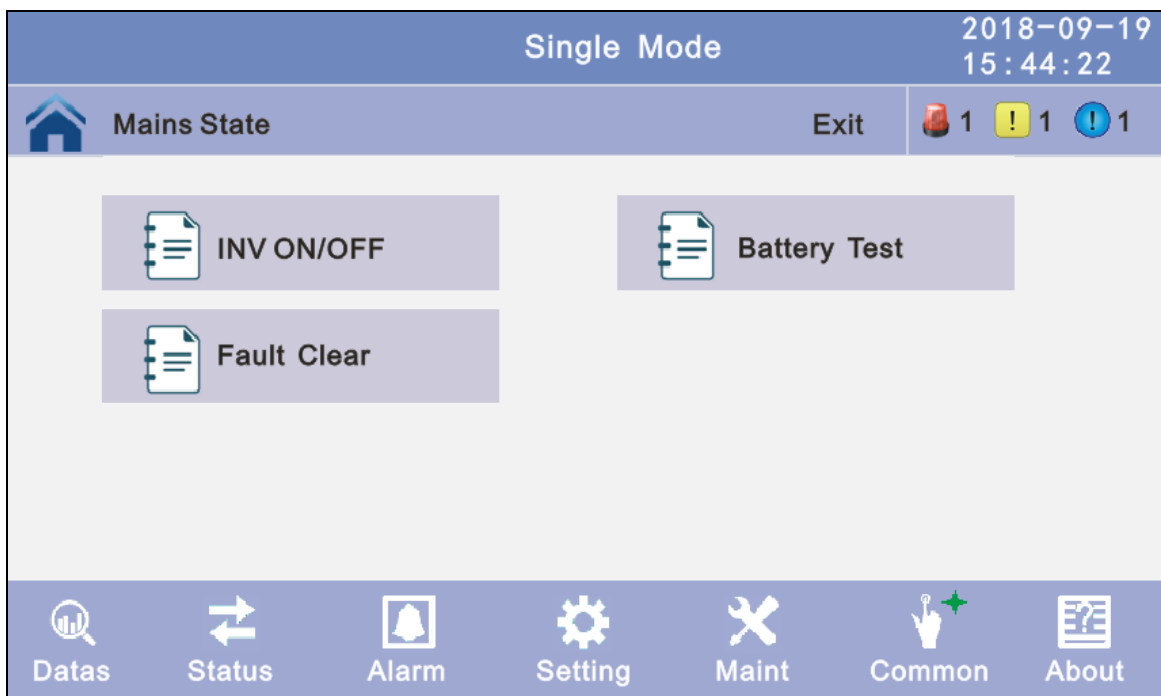 Single Mode
2018-09-19
15:44:22
Mains State
Exit
1
! 1
! 1
INV ON/OFF
Battery Test
Fault Clear
Datas
Status
Alarm
Setting
Maint
Common
?
About